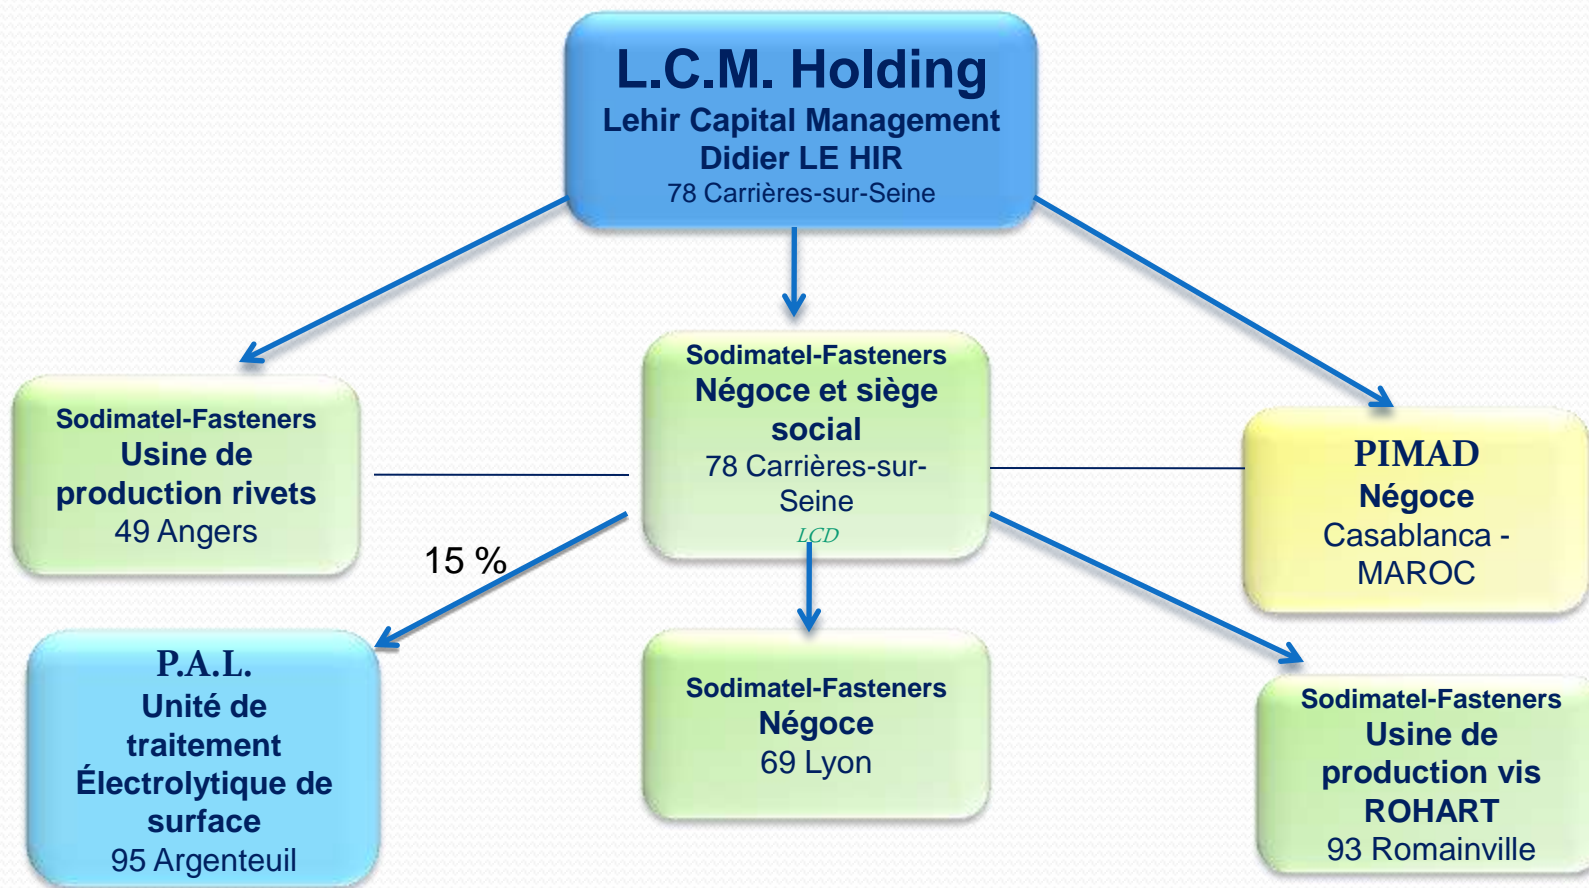 L.C.M. Holding
Lehir Capital Management
Didier LE HIR
78 Carrières-sur-Seine
Sodimatel-Fasteners
Usine de
production rivets
49 Angers
Sodimatel-Fasteners
Négoce et siège
social
78 Carrières-sur-
Seine
LCD
PIMAD
Négoce
Casablanca -
MAROC
15 %
P.A.L.
Unité de
traitement
Électrolytique de
surface
95 Argenteuil
Sodimatel-Fasteners
Négoce
69 Lyon
Sodimatel-Fasteners
Usine de
production vis
ROHART
93 Romainville